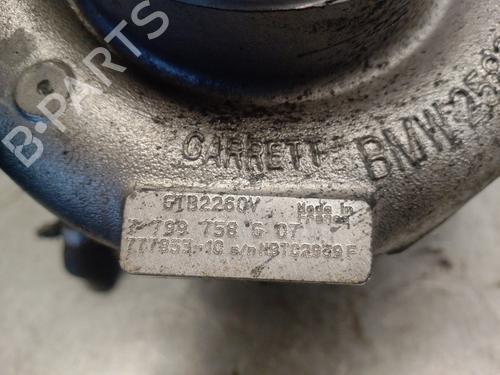 B-PARTS
GARRETT BMW
GTB2260V Made in
7 799 758 G 07
777853-10 s/n